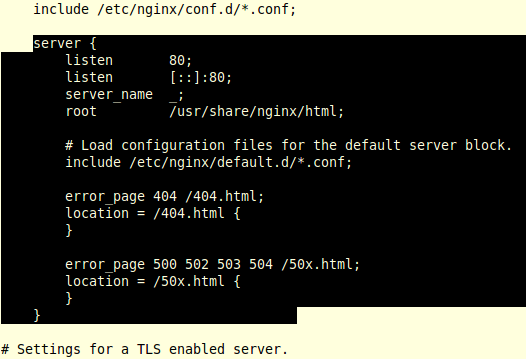 include /etc/nginx/conf.d/*.conf;

    server {
        listen       80;
        listen       [::]:80;
        server_name  _;
        root         /usr/share/nginx/html;

        # Load configuration files for the default server block.
        include /etc/nginx/default.d/*.conf;

        error_page 404 /404.html;
        location = /404.html {
        }

        error_page 500 502 503 504 /50x.html;
        location = /50x.html {
        }
    }

# Settings for a TLS enabled server.